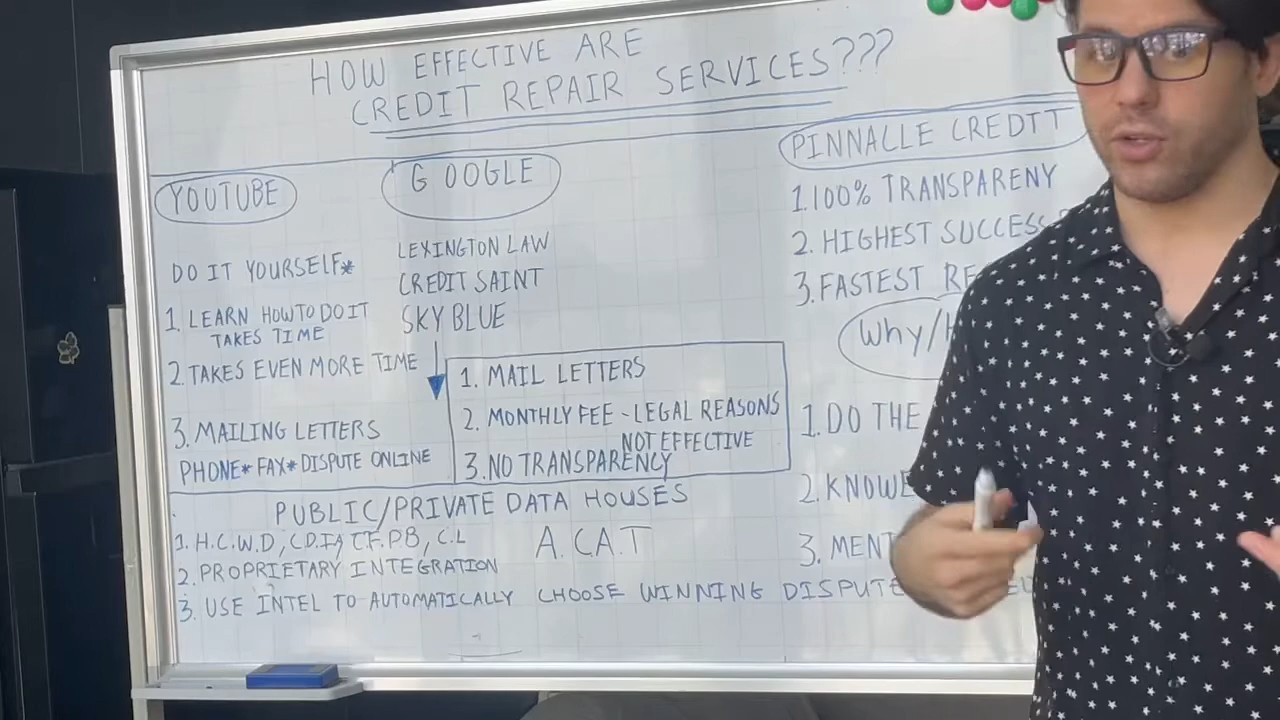 HOW EFFECTIVE ARE
CREDIT REPAIR SERVICES???
YOUTUBE
DO IT YOURSELF*
1. LEARN HOW TO DO IT
TAKES TIME
2. TAKES EVEN MORE TIME
3. MAILING LETTERS
PHONE* FAX* DISPUTE ONLINE
GOOGLE
LEXINGTON LAW
CREDIT SAINT
SKY BLUE
1. MAIL LETTERS
2. MONTHLY FEE - LEGAL REASONS
NOT EFFECTIVE
3. NO TRANSPARENCY
PINNALLE CREDIT
1. 100% TRANSPARENY
2. HIGHEST SUCCESS
3. FASTEST RE
Why/
1. DO THE
2. KNOWE
3. MENT
PUBLIC/PRIVATE DATA HOUSES
1. H.C.W.D, C.D.I.A, C.F.P.B, C.L
A.C.A.T
2. PROPRIETARY INTEGRATION
3. USE INTEL TO AUTOMATICALLY CHOOSE WINNING DISPUTE